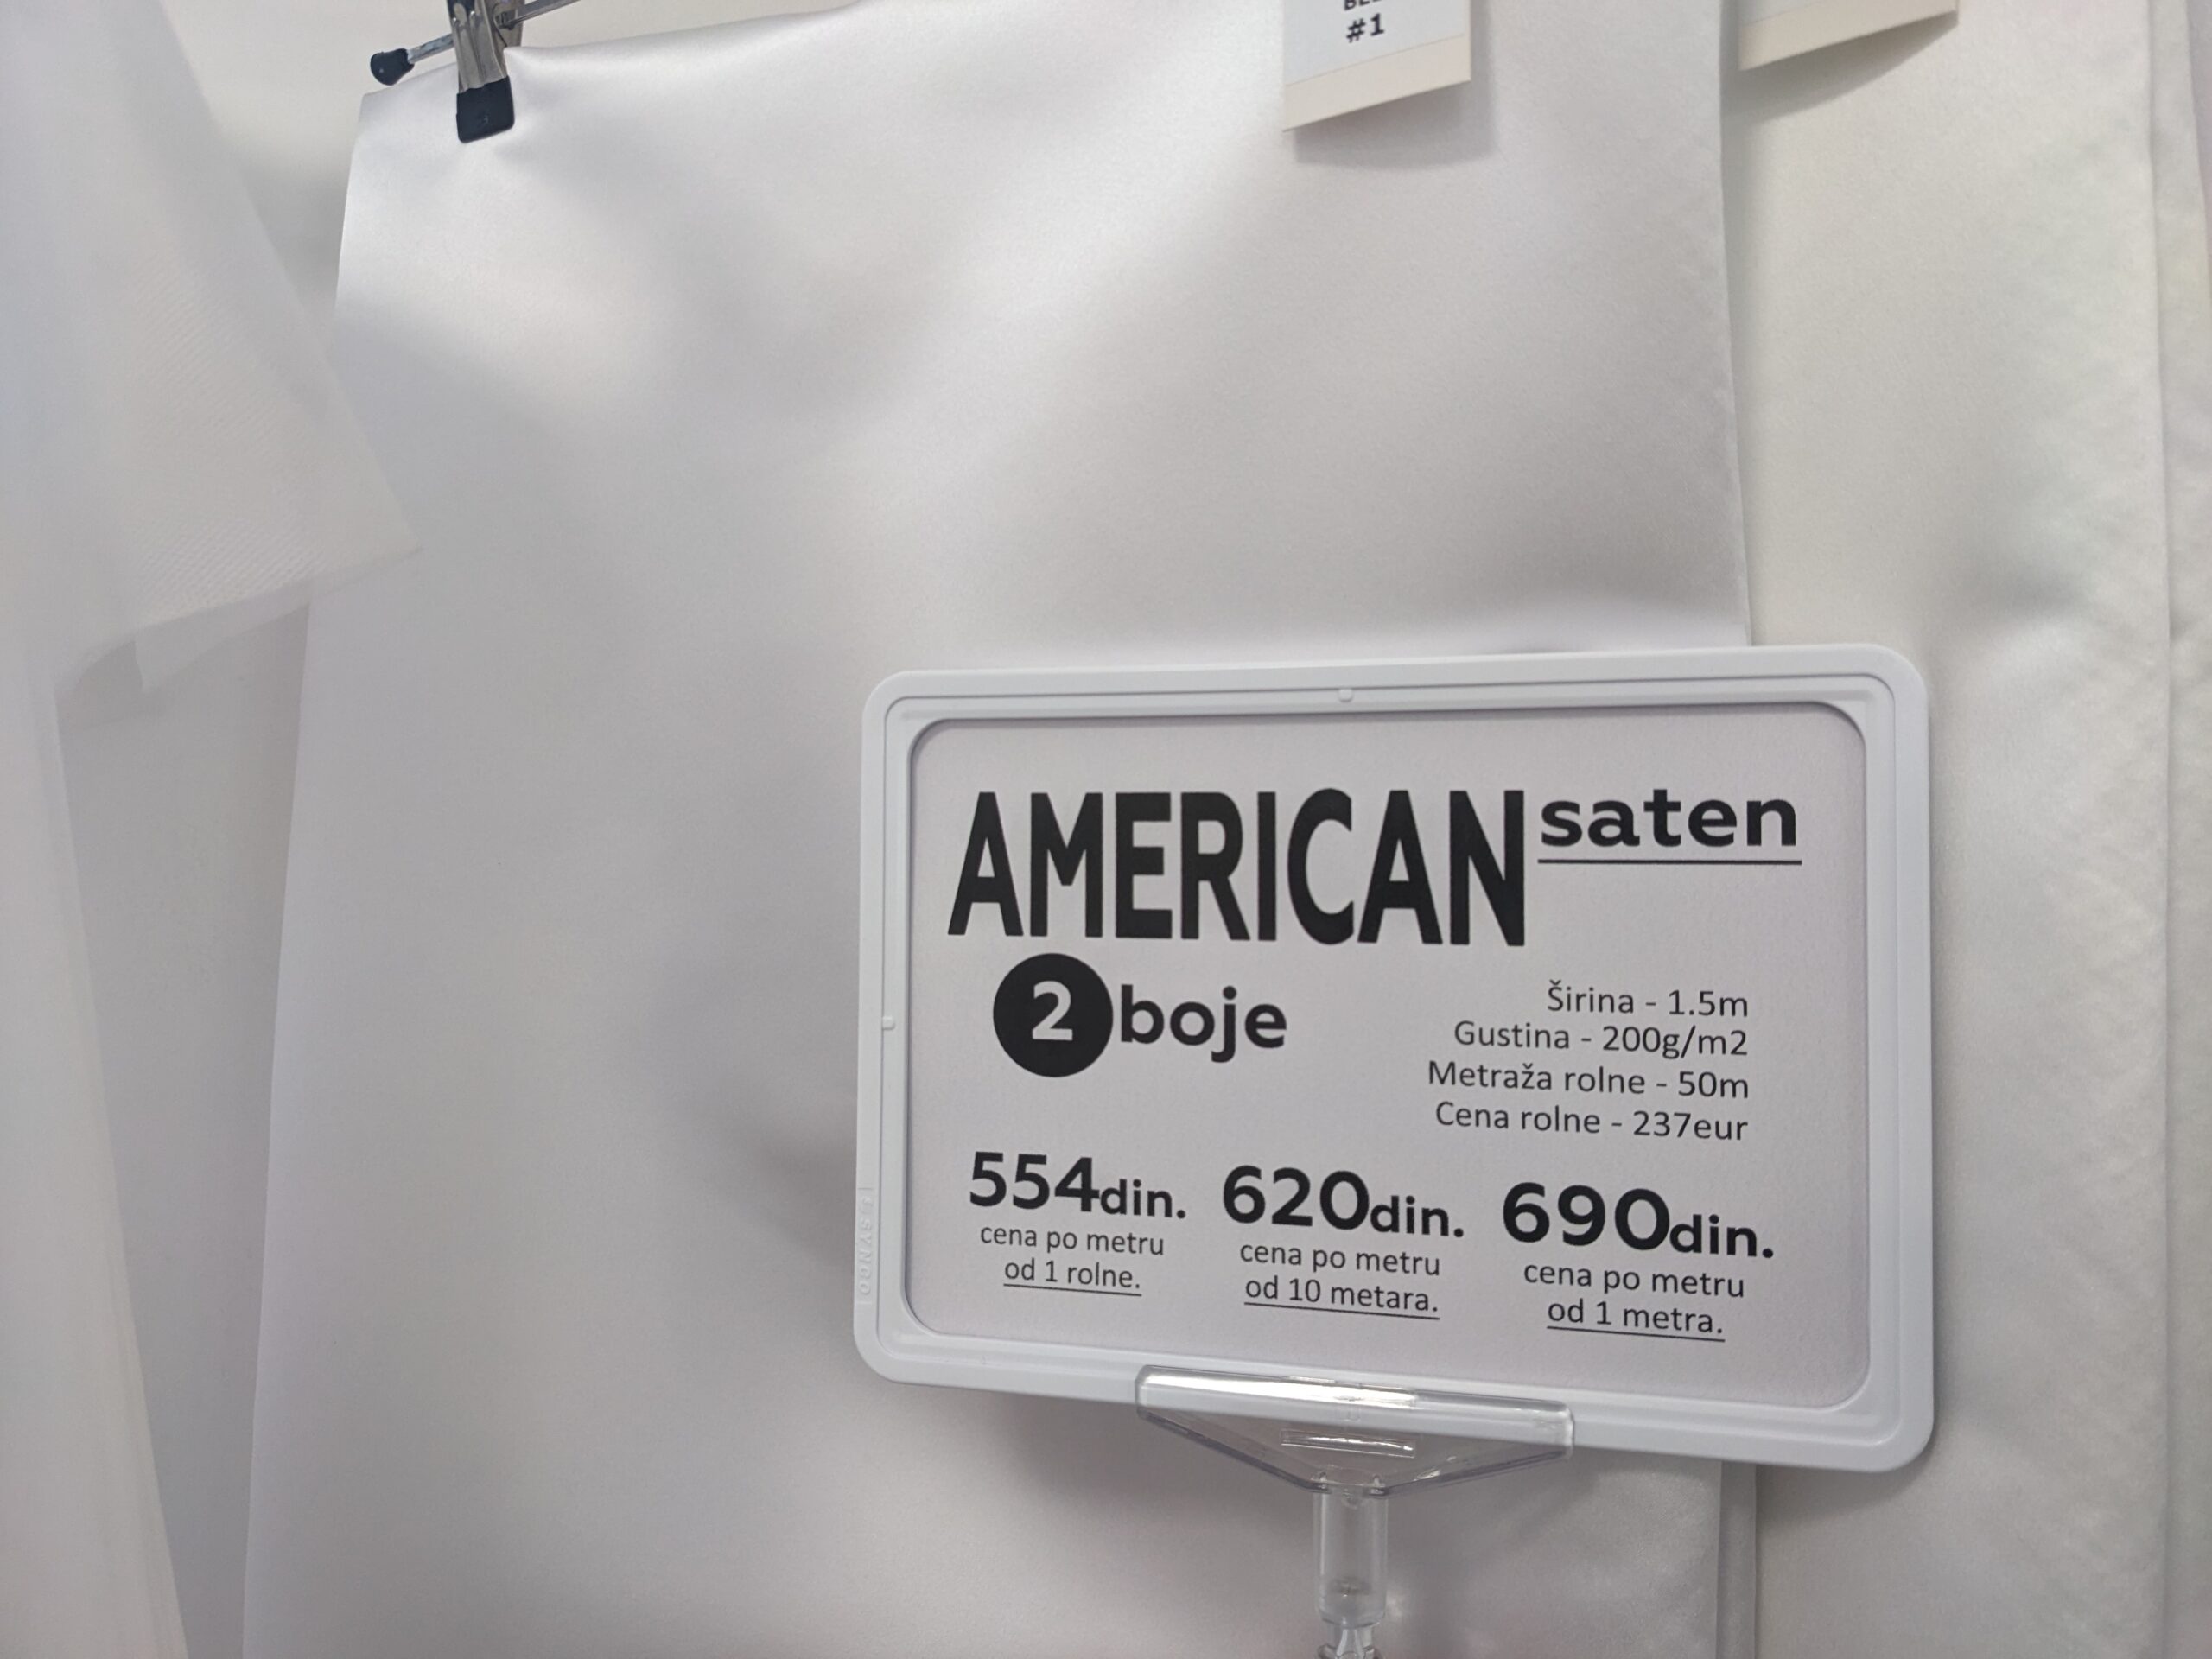 #1
AMERICAN saten
2 boje
Širina - 1.5m
Gustina - 200g/m2
Metraža rolne - 50m
Cena rolne - 237eur
554din. 620din. 690din.
cena po metru cena po metru cena po metru
od 1 rolne. od 10 metara. od 1 metra.